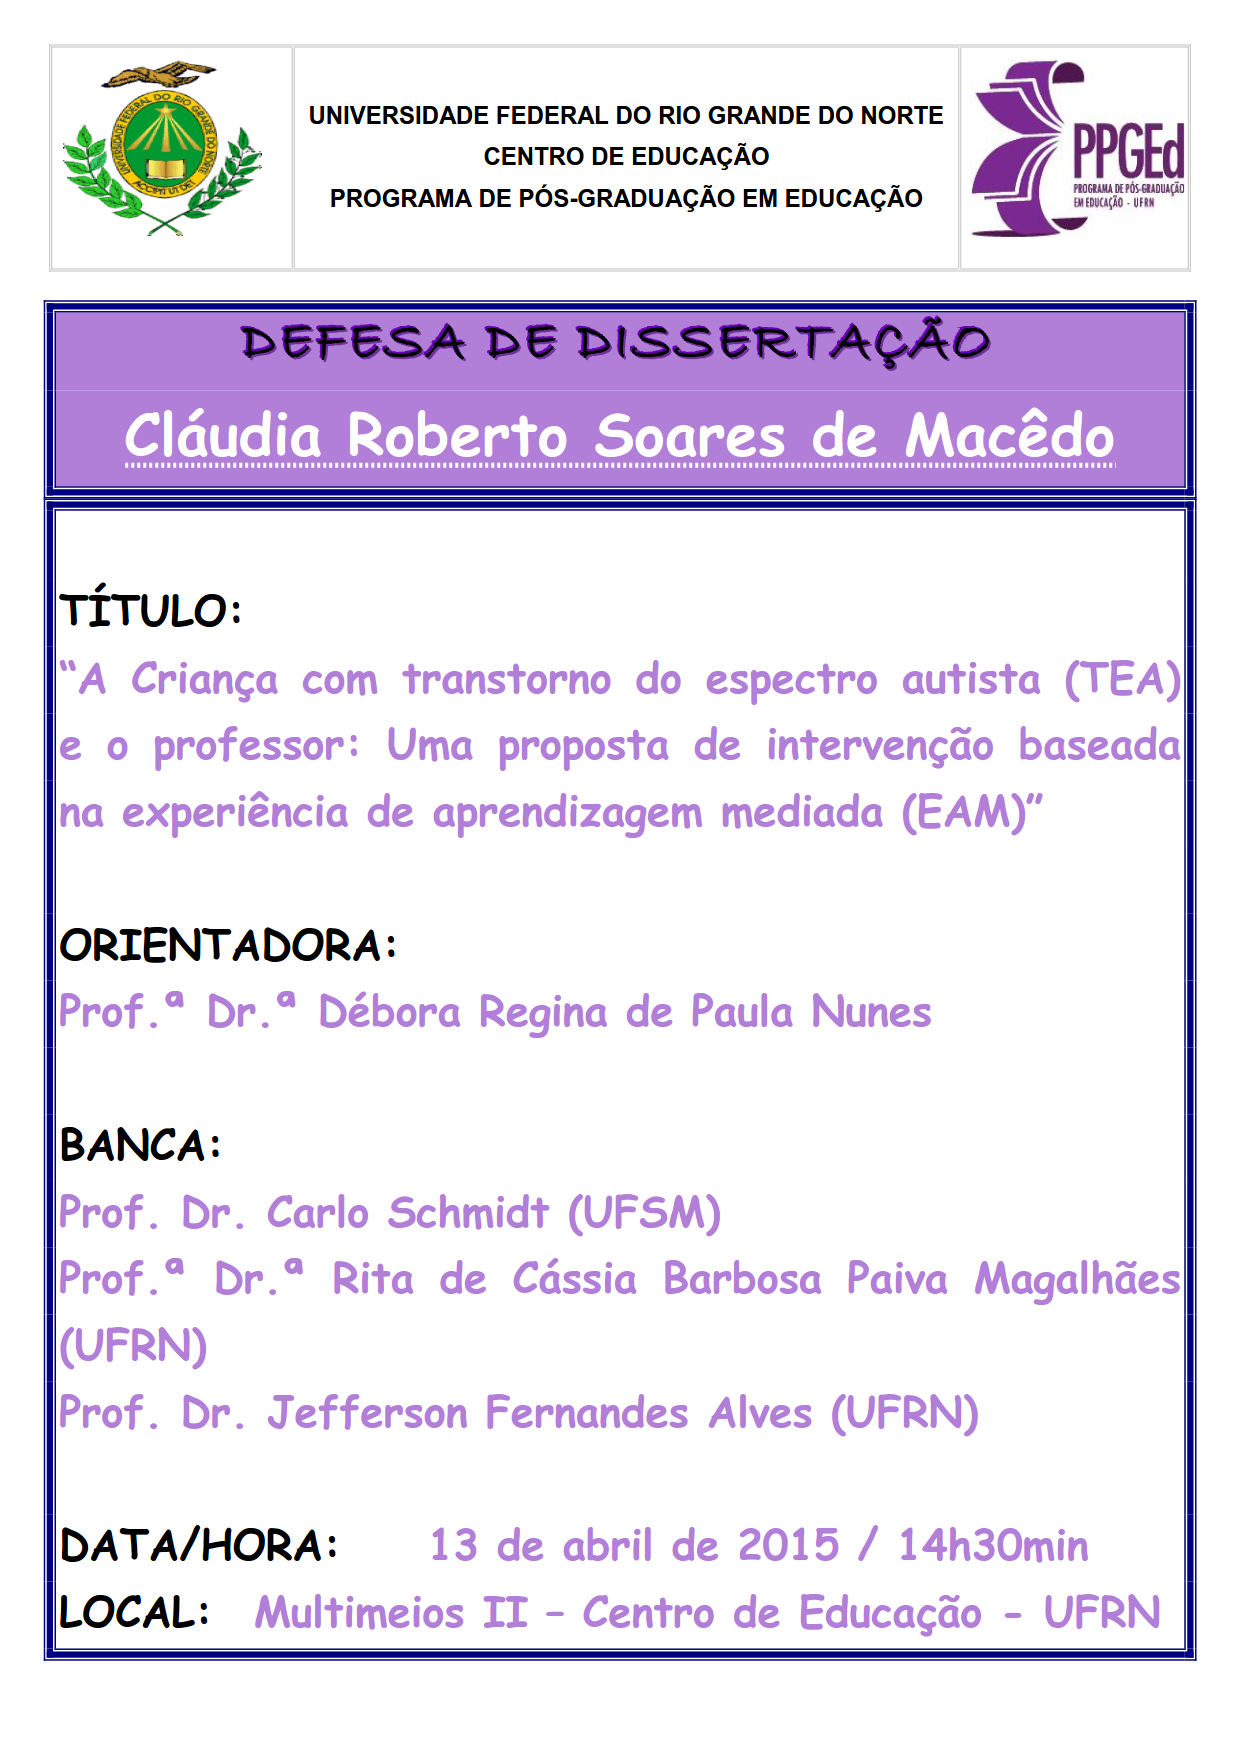 UNIVERSIDADE FEDERAL DO RIO GRANDE DO NORTE
ACCIPIT UT DET
UNIVERSIDADE FEDERAL DO RIO GRANDE DO NORTE
CENTRO DE EDUCAÇÃO
PROGRAMA DE PÓS-GRADUAÇÃO EM EDUCAÇÃO
PPGEd
PROGRAMA DE PÓS-GRADUAÇÃO
EM EDUCAÇÃO - UFRN
DEFESA DE DISSERTAÇÃO
Cláudia Roberto Soares de Macêdo
TÍTULO:
“A Criança com transtorno do espectro autista (TEA)
e o professor: Uma proposta de intervenção baseada
na experiência de aprendizagem mediada (EAM)”
ORIENTADORA:
Prof.ª Dr.ª Débora Regina de Paula Nunes
BANCA:
Prof. Dr. Carlo Schmidt (UFSM)
Prof.ª Dr.ª Rita de Cássia Barbosa Paiva Magalhães
(UFRN)
Prof. Dr. Jefferson Fernandes Alves (UFRN)
DATA/HORA: 13 de abril de 2015 / 14h30min
LOCAL: Multimeios II – Centro de Educação - UFRN